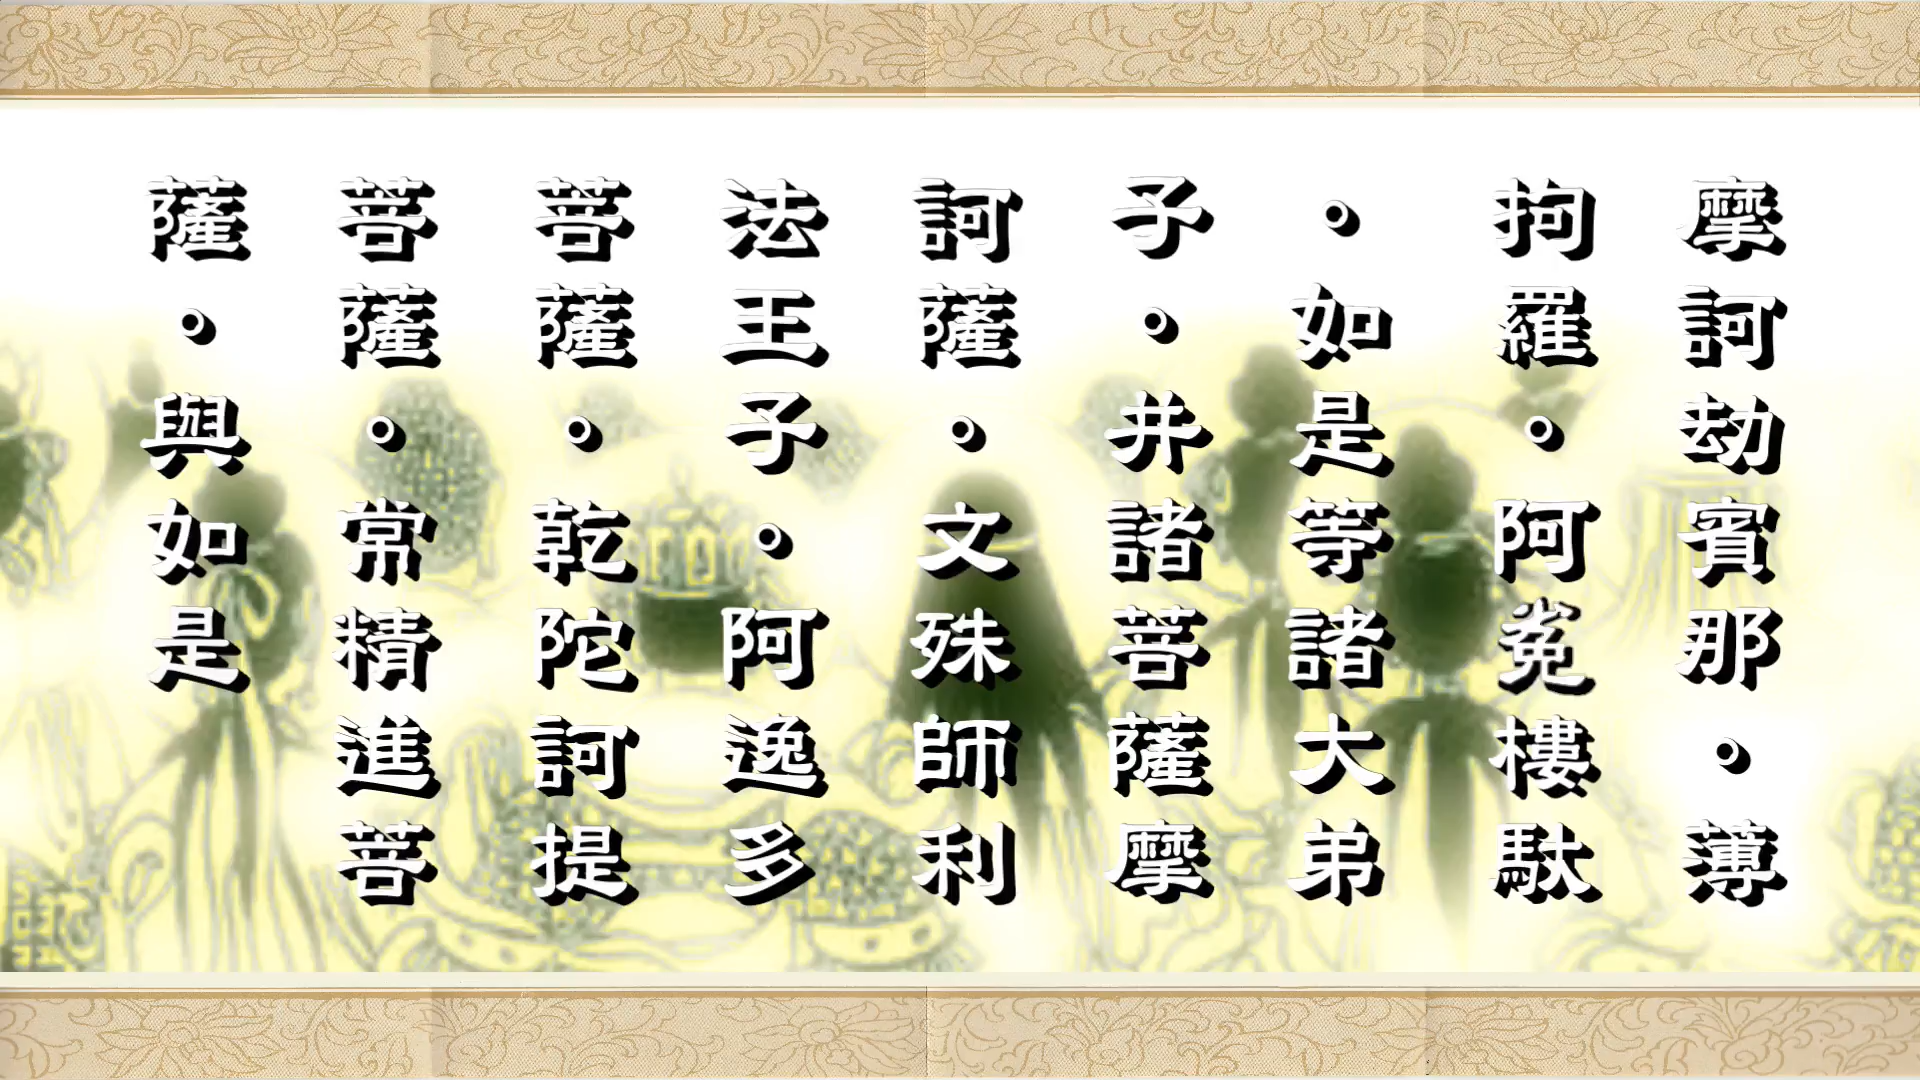 摩訶劫賓那。薄
拘羅。阿㝹樓馱
。如是等諸大弟
子。并諸菩薩摩
訶薩。文殊師利
法王子。阿逸多
菩薩。乾陀訶提
菩薩。常精進菩
薩。與如是